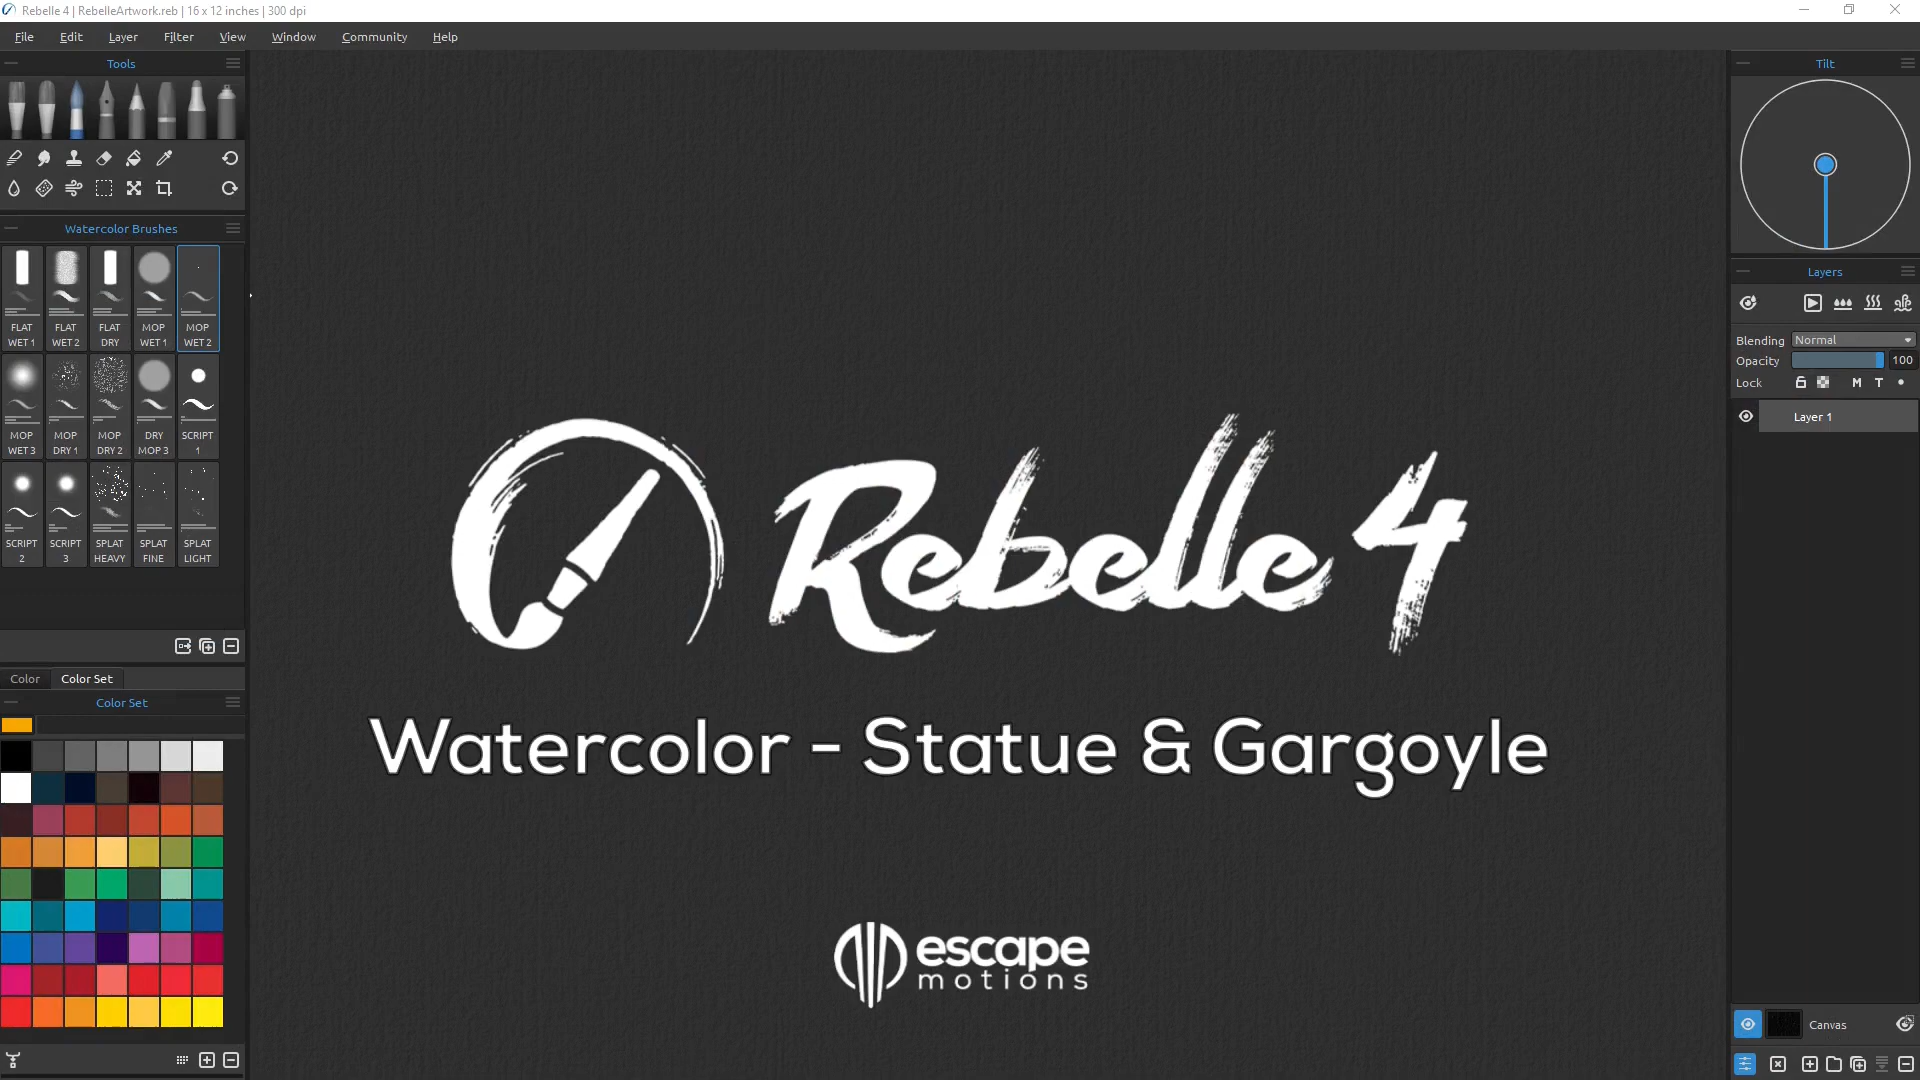 Rebelle 4 | RebelleArtwork.reb | 16 x 12 inches | 300 dpi
File Edit Layer Filter View Window Community Help
Tools
Watercolor Brushes
FLAT WET 1
FLAT WET 2
FLAT DRY
MOP WET 1
MOP WET 2
MOP WET 3
MOP DRY 1
MOP DRY 2
DRY MOP 3
SCRIPT 1
SCRIPT 2
SCRIPT 3
SPLAT HEAVY
SPLAT FINE
SPLAT LIGHT
Color Color Set
Color Set
Rebelle 4
Watercolor - Statue & Gargoyle
escape
motions
Tilt
Layers
Blending Normal
Opacity 100
Lock M T
Layer 1
Canvas